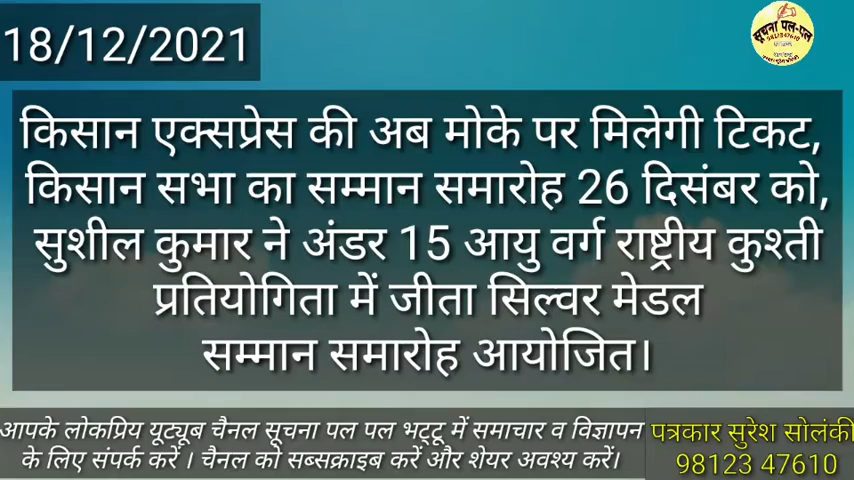 18/12/2021
सूचना पल-पल
किसान एक्सप्रेस की अब मोके पर मिलेगी टिकट,
किसान सभा का सम्मान समारोह 26 दिसंबर को,
सुशील कुमार ने अंडर 15 आयु वर्ग राष्ट्रीय कुश्ती
प्रतियोगिता में जीता सिल्वर मेडल
सम्मान समारोह आयोजित।
आपके लोकप्रिय यूट्यूब चैनल सूचना पल पल भट्टू में समाचार व विज्ञापन
के लिए संपर्क करें । चैनल को सब्सक्राइब करें और शेयर अवश्य करें।
पत्रकार सुरेश सोलंकी
98123 47610